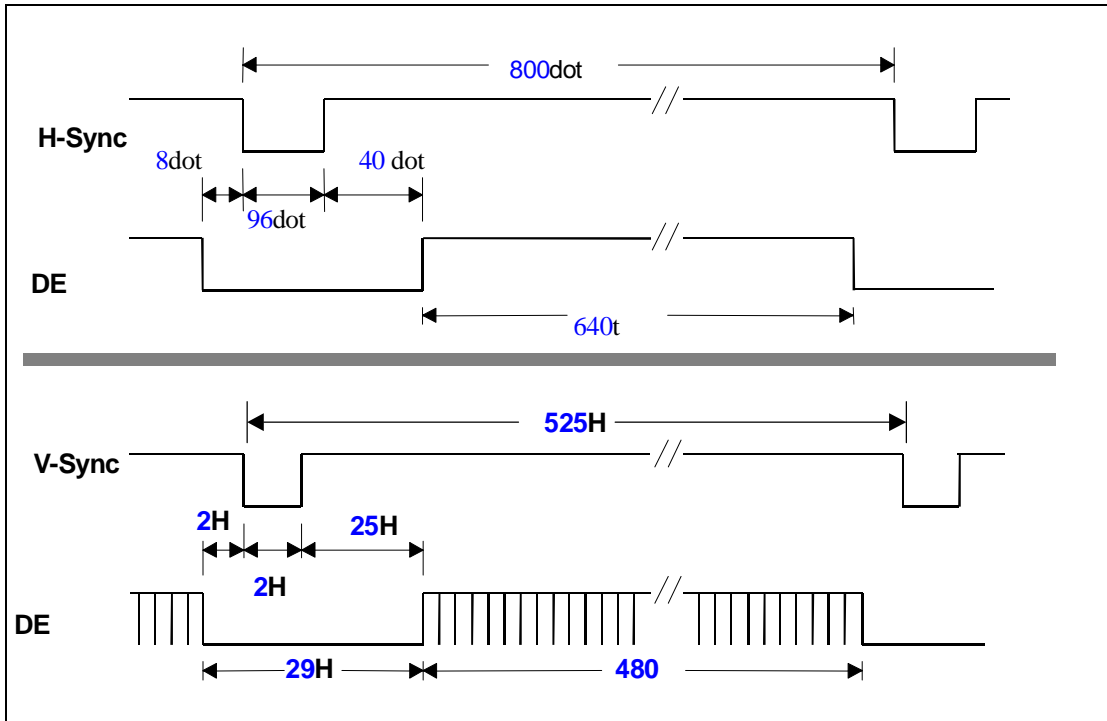 800dot
H-Sync
8dot
40 dot
96dot
DE
640t
525H
V-Sync
2H
25H
2H
DE
29H
480